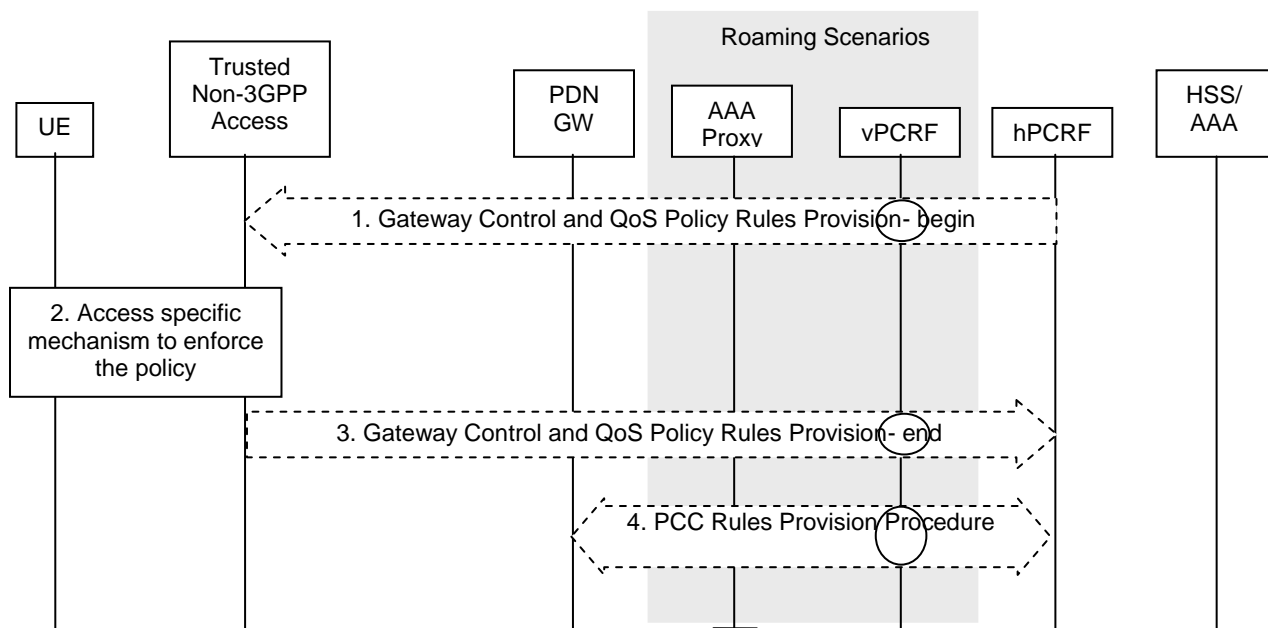 Roaming Scenarios
UE
Trusted
Non-3GPP
Access
PDN
GW
AAA
Proxy
vPCRF
hPCRF
HSS/
AAA
1. Gateway Control and QoS Policy Rules Provision- begin
2. Access specific
mechanism to enforce
the policy
3. Gateway Control and QoS Policy Rules Provision- end
4. PCC Rules Provision Procedure